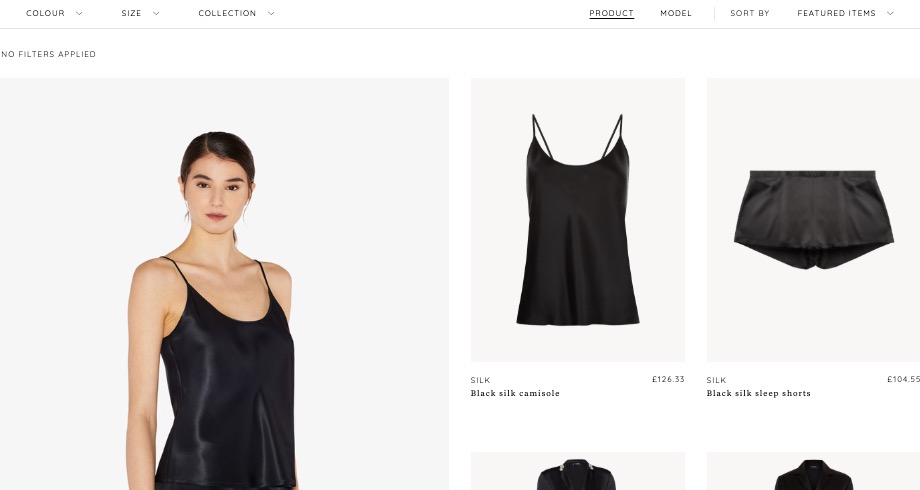 COLOUR
SIZE
COLLECTION
PRODUCT
MODEL
SORT BY
FEATURED ITEMS
NO FILTERS APPLIED
SILK
£126.33
Black silk camisole
SILK
£104.55
Black silk sleep shorts